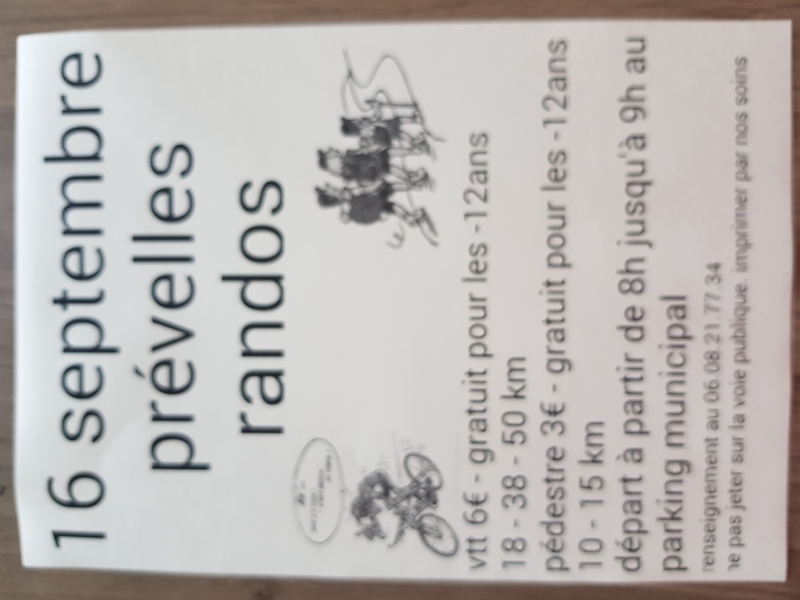 16 septembre
prévelles
randos
vtt 6€ - gratuit pour les -12ans
18 - 38 - 50 km
pédestre 3€ - gratuit pour les -12ans
10 - 15 km
départ à partir de 8h jusqu'à 9h au
parking municipal
renseignement au 06.08.21.77.34
ne pas jeter sur la voie publique. imprimer par nos soins